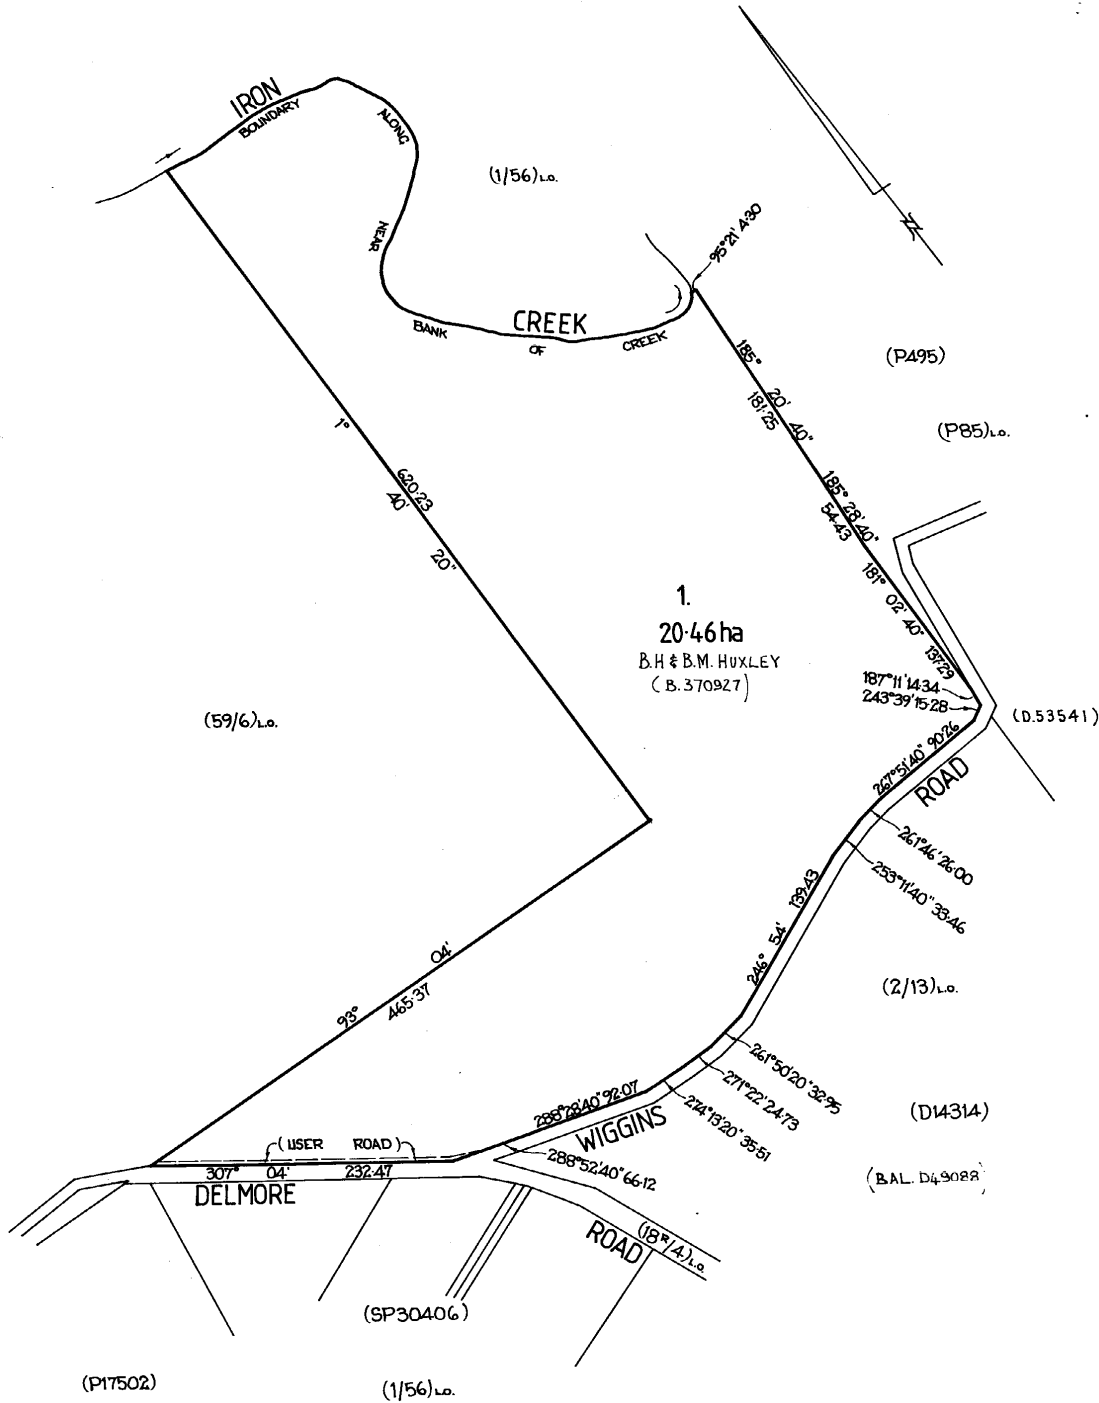 IRON
BOUNDARY
ALONG
(1/56)L.O.
NEAR
95°21' 4·30
N
BANK
CREEK
OF
CREEK
185° 20' 40"
181·25
(P495)
(P85)L.O.
185° 28' 40"
54·43
1° 40' 20"
620·23
181° 02' 40"
137·29
1.
20·46 ha
B.H & B.M. HUXLEY
(B.370927)
187°11' 14·34
243°39' 15·28
(D.53541)
(59/6)L.O.
267°51'40" 90·26
ROAD
261°46' 26·00
253°11'40" 33·46
246° 54' 139·43
(2/13)L.O.
93° 04'
465·37
261°50'20" 32·95
271°22' 24·73
274°13'20" 35·51
(D14314)
288°28'40" 92·07
WIGGINS
288°52'40" 66·12
(BAL. D49088)
(USER ROAD)
307° 04' 232·47
DELMORE
ROAD
(18R/4)L.O.
(SP30406)
(P17502)
(1/56)L.O.